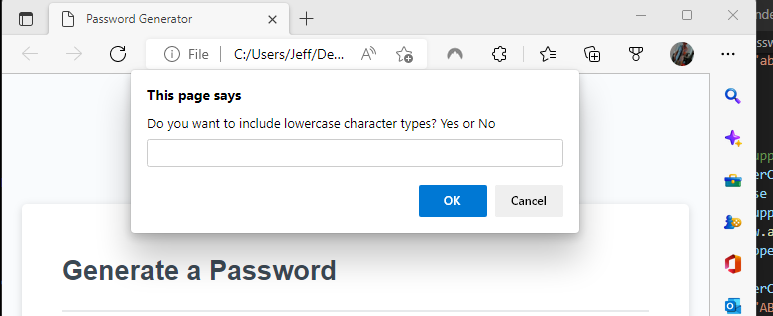 Password Generator
File
C:/Users/Jeff/De...
This page says
Do you want to include lowercase character types? Yes or No
OK
Cancel
Generate a Password